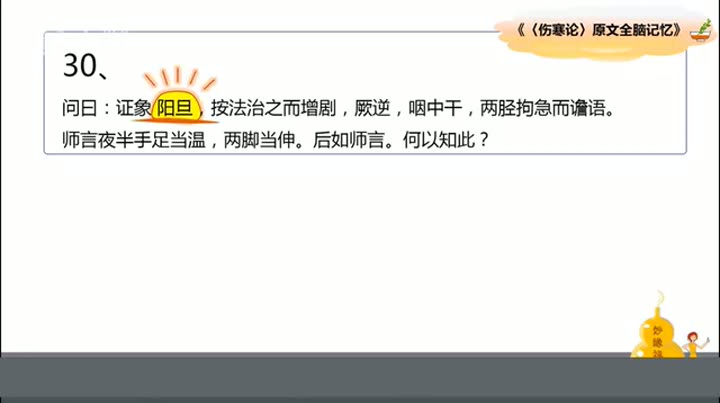 《〈伤寒论〉原文全脑记忆》
30、
问曰：证象阳旦，按法治之而增剧，厥逆，咽中干，两胫拘急而谵语。
师言夜半手足当温，两脚当伸。后如师言。何以知此？
妙
缘